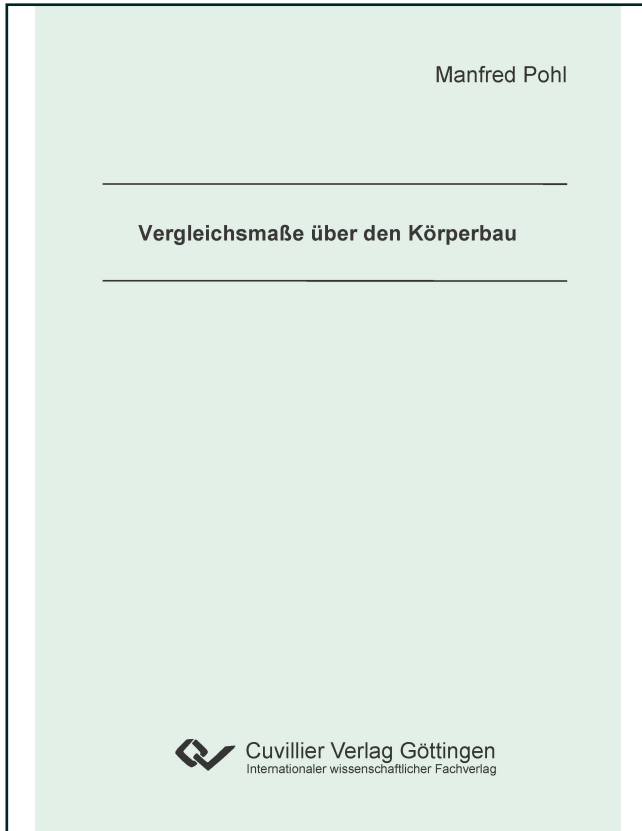 Manfred Pohl
Vergleichsmaße über den Körperbau
Cuvillier Verlag Göttingen
Internationaler wissenschaftlicher Fachverlag